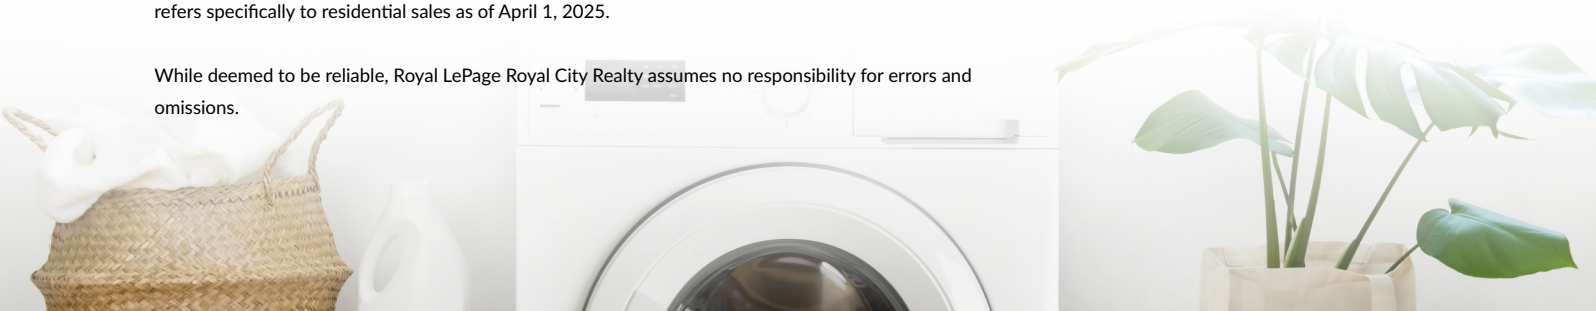 refers specifically to residential sales as of April 1, 2025.
While deemed to be reliable, Royal LePage Royal City Realty assumes no responsibility for errors and
omissions.